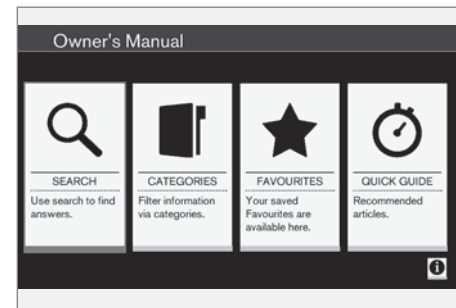 Owner's Manual
SEARCH
Use search to find
answers.
CATEGORIES
Filter information
via categories.
FAVOURITES
Your saved
Favourites are
available here.
QUICK GUIDE
Recommended
articles.
i